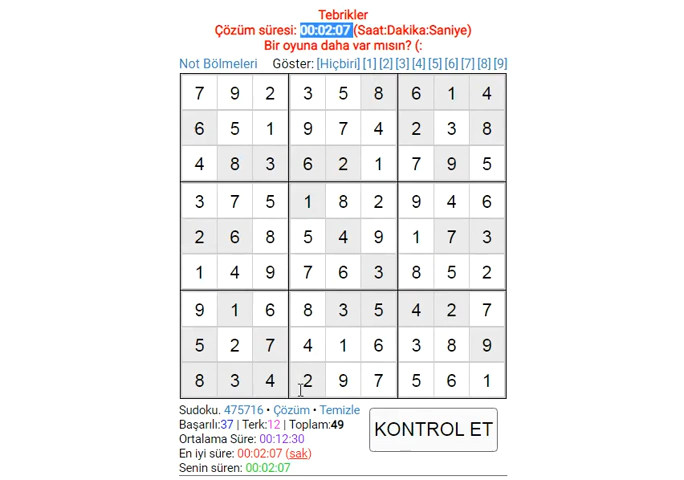 Tebrikler
Çözüm süresi: 00:02:07 (Saat:Dakika:Saniye)
Bir oyuna daha var mısın? (:
Not Bölmeleri Göster: [Hiçbiri] [1] [2] [3] [4] [5] [6] [7] [8] [9]
7 9 2 3 5 8 6 1 4
6 5 1 9 7 4 2 3 8
4 8 3 6 2 1 7 9 5
3 7 5 1 8 2 9 4 6
2 6 8 5 4 9 1 7 3
1 4 9 7 6 3 8 5 2
9 1 6 8 3 5 4 2 7
5 2 7 4 1 6 3 8 9
8 3 4 2 9 7 5 6 1
Sudoku. 475716 • Çözüm • Temizle
Başarılı:37 | Terk:12 | Toplam:49
Ortalama Süre: 00:12:30
En iyi süre: 00:02:07 (sak)
Senin süren: 00:02:07
KONTROL ET